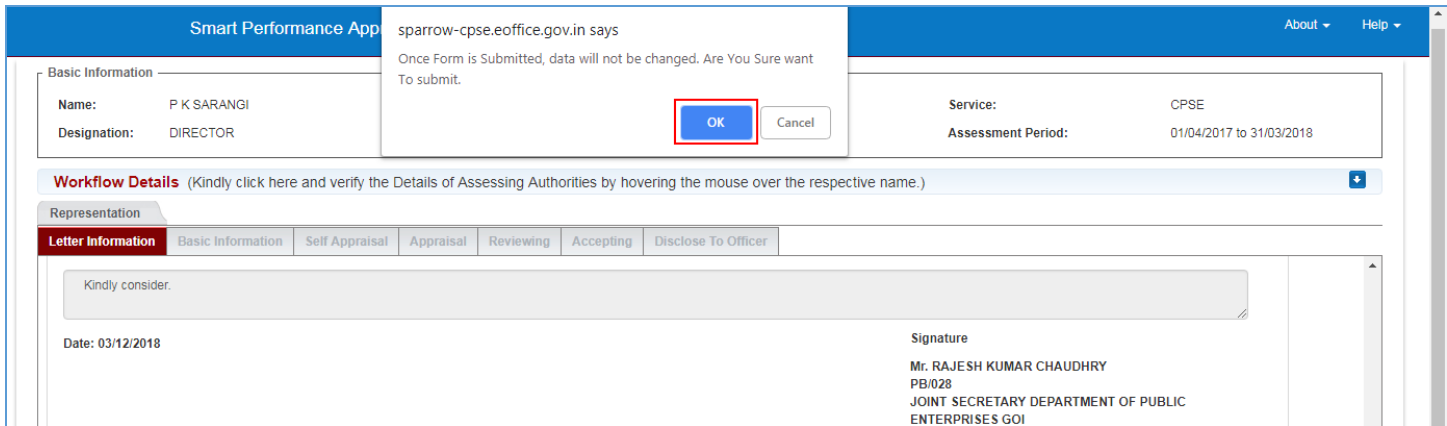 Smart Performance App
About
Help
sparrow-cpse.eoffice.gov.in says
Once Form is Submitted, data will not be changed. Are You Sure want
To submit.
OK
Cancel
Basic Information
Name: P K SARANGI
Service: CPSE
Designation: DIRECTOR
Assessment Period: 01/04/2017 to 31/03/2018
Workflow Details (Kindly click here and verify the Details of Assessing Authorities by hovering the mouse over the respective name.)
Representation
Letter Information Basic Information Self Appraisal Appraisal Reviewing Accepting Disclose To Officer
Kindly consider.
Date: 03/12/2018
Signature
Mr. RAJESH KUMAR CHAUDHRY
PB/028
JOINT SECRETARY DEPARTMENT OF PUBLIC
ENTERPRISES GOI